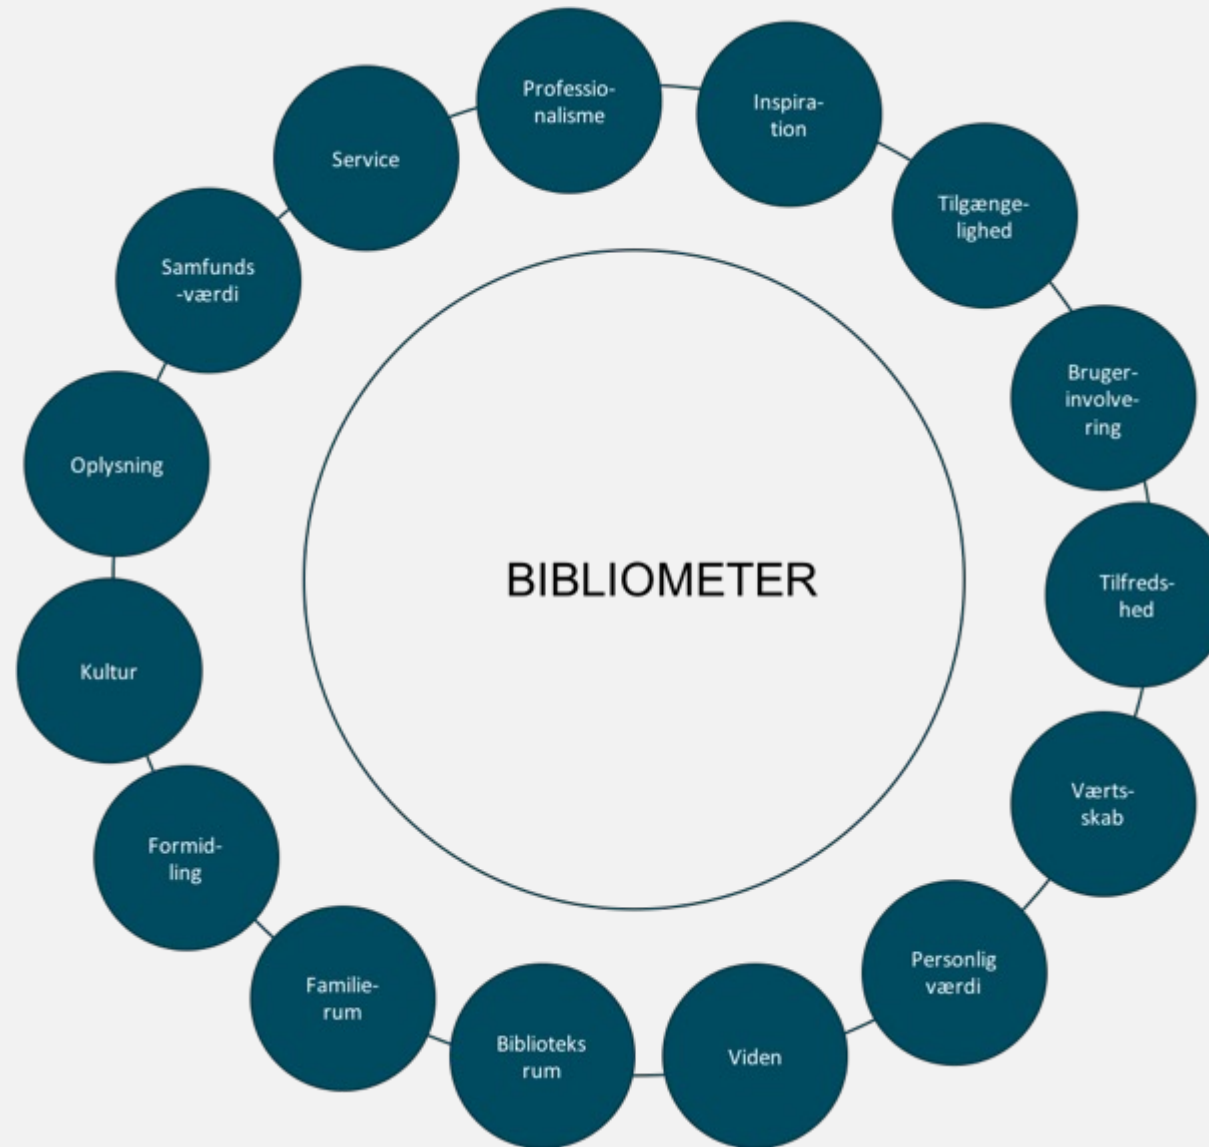 Professio-
nalisme
Inspira-
tion
Tilgænge-
lighed
Bruger-
involve-
ring
Tilfreds-
hed
Værts-
skab
Personlig
værdi
Viden
Biblioteks
rum
Familie-
rum
Formid-
ling
Kultur
Oplysning
Samfunds
-værdi
Service
BIBLIOMETER